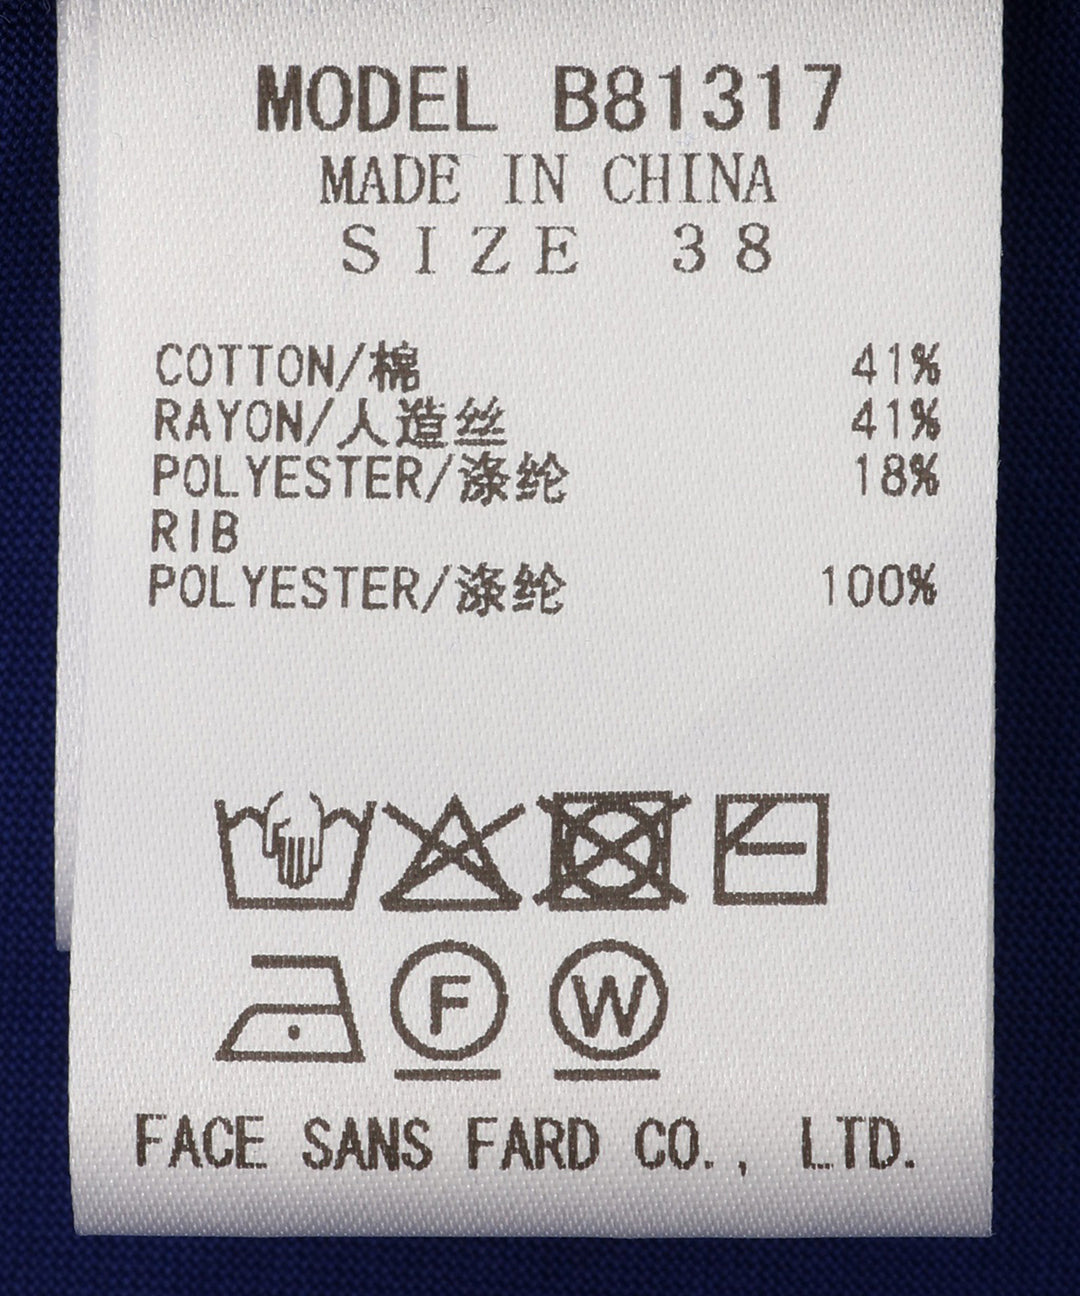 MODEL B81317
MADE IN CHINA
SIZE 38
COTTON/棉 41%
RAYON/人造丝 41%
POLYESTER/涤纶 18%
RIB
POLYESTER/涤纶 100%
F W
FACE SANS FARD CO., LTD.